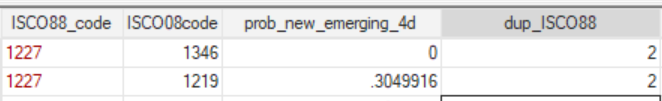 ISCO88_code ISCO08code prob_new_emerging_4d dup_ISCO88
1227 1346 0 2
1227 1219 .3049916 2